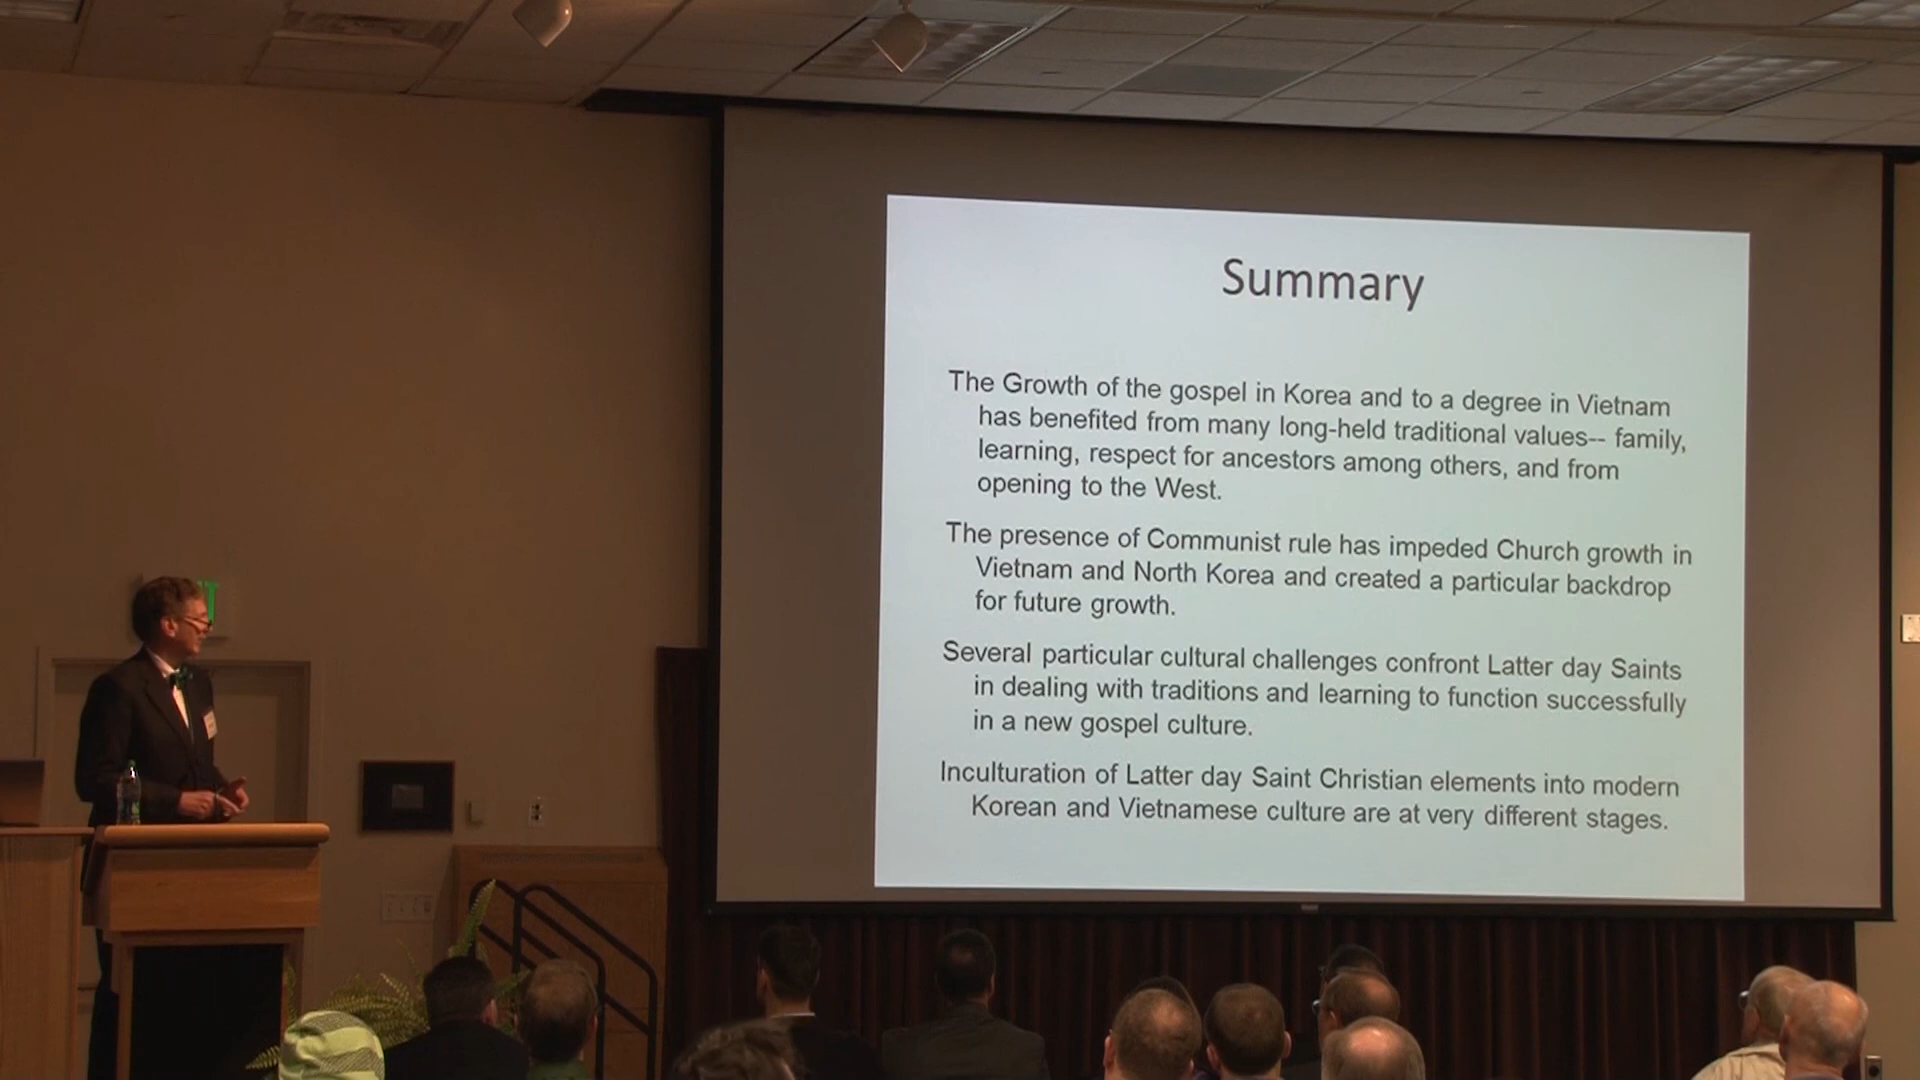 Summary
The Growth of the gospel in Korea and to a degree in Vietnam
has benefited from many long-held traditional values-- family,
learning, respect for ancestors among others, and from
opening to the West.
The presence of Communist rule has impeded Church growth in
Vietnam and North Korea and created a particular backdrop
for future growth.
Several particular cultural challenges confront Latter day Saints
in dealing with traditions and learning to function successfully
in a new gospel culture.
Inculturation of Latter day Saint Christian elements into modern
Korean and Vietnamese culture are at very different stages.